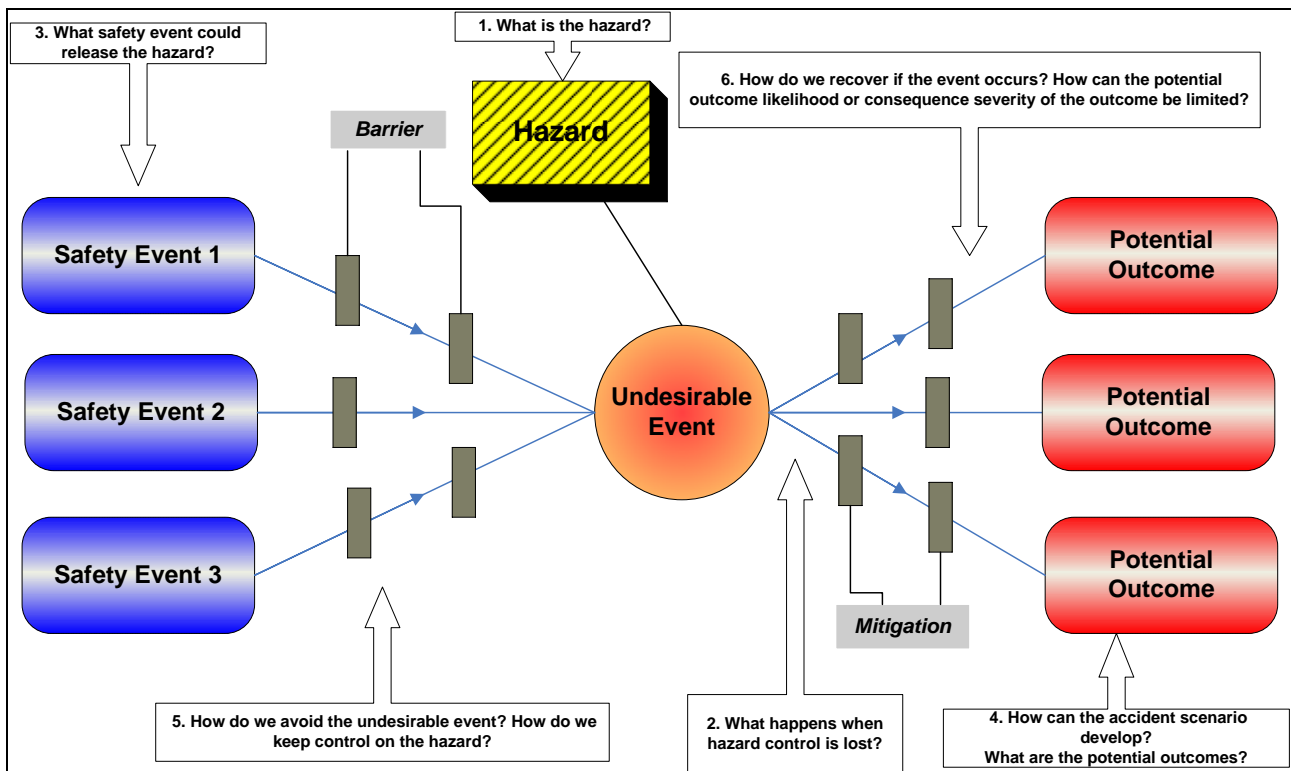 3. What safety event could
release the hazard?
1. What is the hazard?
6. How do we recover if the event occurs? How can the potential
outcome likelihood or consequence severity of the outcome be limited?
Barrier
Hazard
Safety Event 1
Potential
Outcome
Safety Event 2
Undesirable
Event
Potential
Outcome
Safety Event 3
Potential
Outcome
Mitigation
5. How do we avoid the undesirable event? How do we
keep control on the hazard?
2. What happens when
hazard control is lost?
4. How can the accident scenario
develop?
What are the potential outcomes?